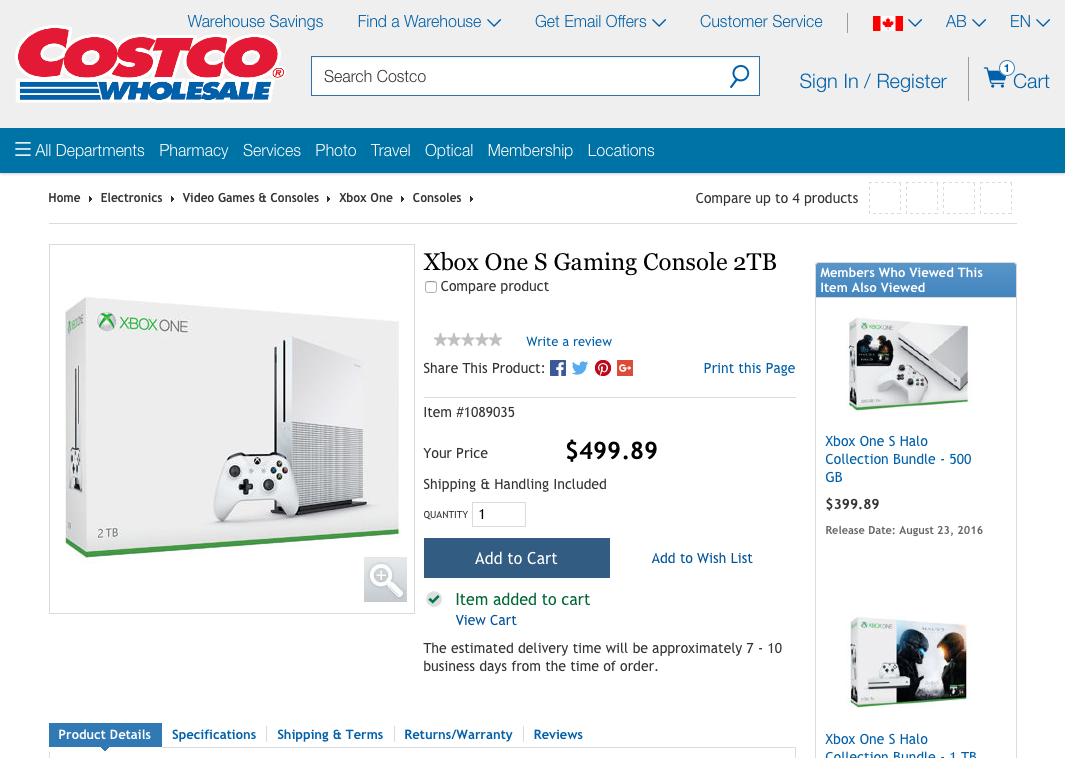 Warehouse Savings
Find a Warehouse
Get Email Offers
Customer Service
AB
EN
COSTCO
WHOLESALE
®
Search Costco
Sign In / Register
1
Cart
All Departments
Pharmacy
Services
Photo
Travel
Optical
Membership
Locations
Home
Electronics
Video Games & Consoles
Xbox One
Consoles
Compare up to 4 products
XBOX ONE
2 TB
Xbox One S Gaming Console 2TB
Compare product
Write a review
Share This Product:
Print this Page
Item #1089035
Your Price
$499.89
Shipping & Handling Included
QUANTITY
1
Add to Cart
Add to Wish List
Item added to cart
View Cart
The estimated delivery time will be approximately 7 - 10
business days from the time of order.
Members Who Viewed This
Item Also Viewed
XBOX ONE
Xbox One S Halo
Collection Bundle - 500
GB
$399.89
Release Date: August 23, 2016
XBOX ONE
Xbox One S Halo
Collection Bundle - 1 TB
Product Details
Specifications
Shipping & Terms
Returns/Warranty
Reviews